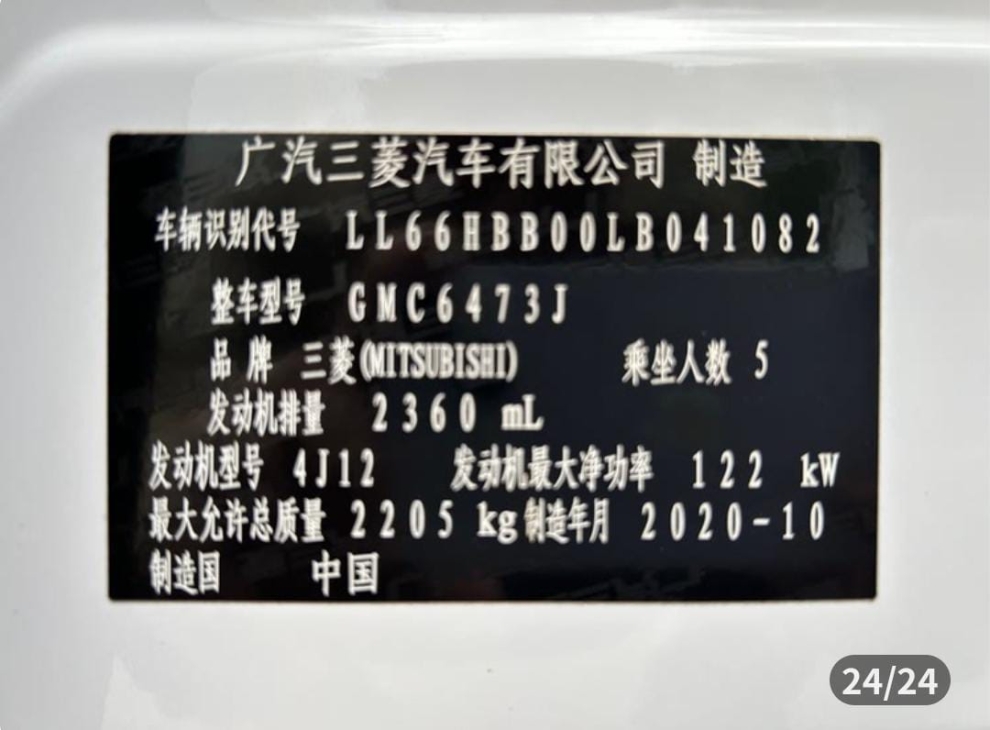 广汽三菱汽车有限公司 制造
车辆识别代号 LL66HBB00LB041082
整车型号 GMC6473J
品牌 三菱(MITSUBISHI) 乘坐人数 5
发动机排量 2360 mL
发动机型号 4J12 发动机最大净功率 122 kW
最大允许总质量 2205 kg 制造年月 2020-10
制造国 中国
24/24